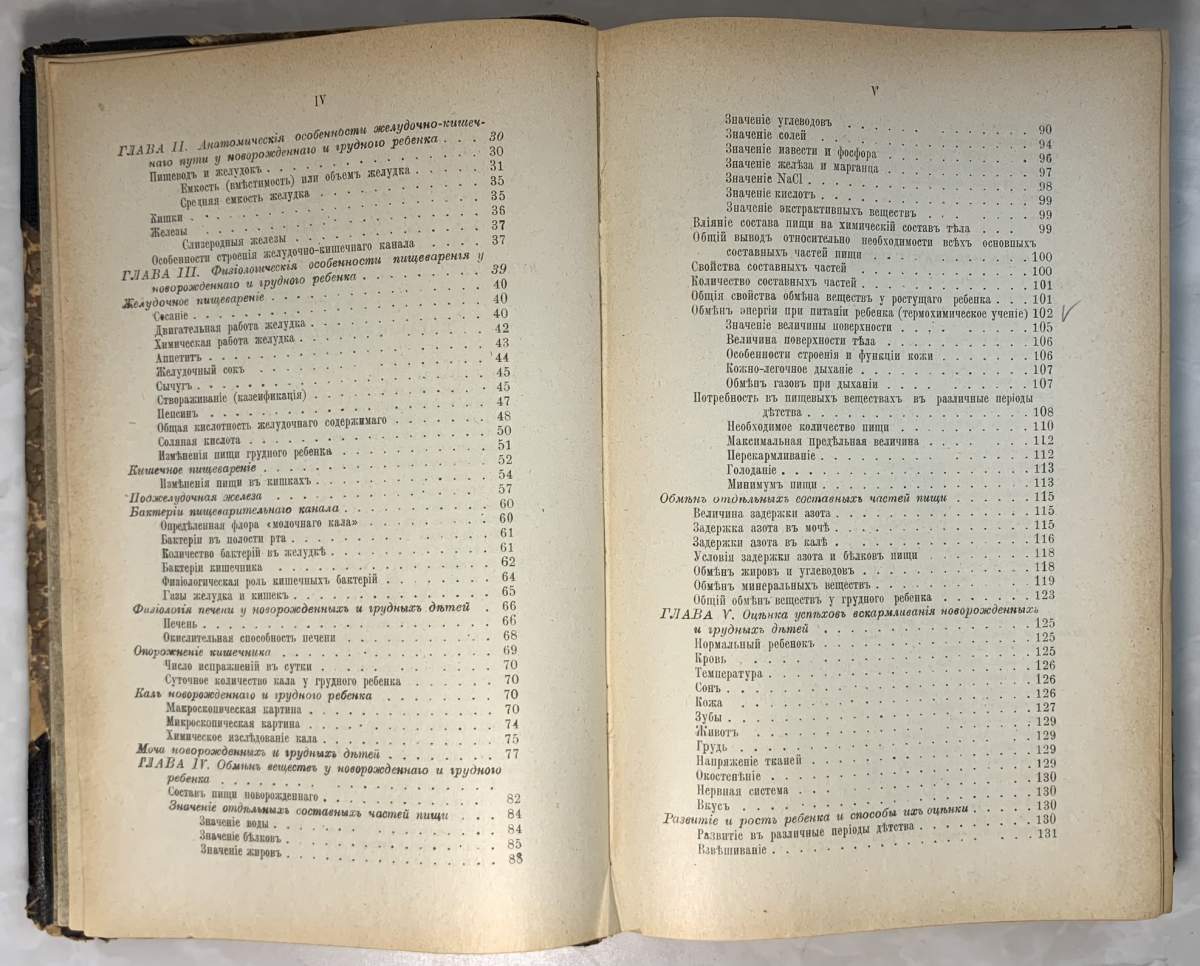 IV
ГЛАВА II. Анатомическія особенности желудочно-кишеч-
наго пути у новорожденнаго и грудного ребенка . . . 30
Пищеводъ и желудокъ . . . . . . . . . . . . . 30
Емкость (вмѣстимость) или объемъ желудка . . . . . 31
Средняя емкость желудка . . . . . . . . . . . 35
Кишки . . . . . . . . . . . . . . . . . . 35
Железы . . . . . . . . . . . . . . . . . . 36
Слизеродныя железы . . . . . . . . . . . . . 37
Особенности строенія желудочно-кишечнаго канала . . . . . 37
ГЛАВА III. Физіологическія особенности пищеваренія у
новорожденнаго и грудного ребенка . . . . . . . . 39
Желудочное пищевареніе . . . . . . . . . . . . . 40
Сосаніе . . . . . . . . . . . . . . . . . . 40
Двигательная работа желудка . . . . . . . . . . . 40
Химическая работа желудка . . . . . . . . . . . 42
Аппетитъ . . . . . . . . . . . . . . . . . 43
Желудочный сокъ . . . . . . . . . . . . . . 44
Сычугъ . . . . . . . . . . . . . . . . . . 45
Створаживаніе (казеификація) . . . . . . . . . . . 45
Пепсинъ . . . . . . . . . . . . . . . . . 47
Общая кислотность желудочнаго содержимаго . . . . . . 48
Соляная кислота . . . . . . . . . . . . . . 50
Измѣненія пищи грудного ребенка . . . . . . . . . 51
Кишечное пищевареніе . . . . . . . . . . . . . . 52
Измѣненія пищи въ кишкахъ . . . . . . . . . . . 54
Поджелудочная железа . . . . . . . . . . . . . . 57
Бактеріи пищеварительнаго канала . . . . . . . . . . 60
Опредѣленная флора «молочнаго кала» . . . . . . . . 60
Бактеріи въ полости рта . . . . . . . . . . . . 61
Количество бактерій въ желудкѣ . . . . . . . . . . 61
Бактеріи кишечника . . . . . . . . . . . . . 62
Физіологическая роль кишечныхъ бактерій . . . . . . . 64
Газы желудка и кишекъ . . . . . . . . . . . . 65
Физіологія печени у новорожденныхъ и грудныхъ дѣтей . 66
Печень . . . . . . . . . . . . . . . . . . 66
Окислительная способность печени . . . . . . . . . 68
Опорожненіе кишечника . . . . . . . . . . . . . 69
Число испражненій въ сутки . . . . . . . . . . . 70
Суточное количество кала у грудного ребенка . . . . . . 70
Калъ новорожденнаго и грудного ребенка . . . . . . . 70
Макроскопическая картина . . . . . . . . . . . . 70
Микроскопическая картина . . . . . . . . . . . . 74
Химическое изслѣдованіе кала . . . . . . . . . . . 75
Моча новорожденныхъ и грудныхъ дѣтей . . . . . . . 77
ГЛАВА IV. Обмѣнъ веществъ у новорожденнаго и грудного
ребенка . . . . . . . . . . . . . . . . .
Составъ пищи новорожденнаго . . . . . . . . . . . 82
Значеніе отдѣльныхъ составныхъ частей пищи . . . 84
Значеніе воды . . . . . . . . . . . . . . 84
Значеніе бѣлковъ . . . . . . . . . . . . . 85
Значеніе жировъ . . . . . . . . . . . . . 88
V
Значеніе углеводовъ . . . . . . . . . . . . 90
Значеніе солей . . . . . . . . . . . . . . 94
Значеніе извести и фосфора . . . . . . . . . . 96
Значеніе желѣза и марганца . . . . . . . . . . 97
Значеніе NaCl . . . . . . . . . . . . . . 98
Значеніе кислотъ . . . . . . . . . . . . . 99
Значеніе экстрактивныхъ веществъ . . . . . . . . 99
Вліяніе состава пищи на химическій составъ тѣла . . . 99
Общій выводъ относительно необходимости всѣхъ основныхъ
составныхъ частей пищи . . . . . . . . . . . 100
Свойства составныхъ частей . . . . . . . . . . . 100
Количество составныхъ частей . . . . . . . . . . 101
Общія свойства обмѣна веществъ у ростущаго ребенка . . . 101
Обмѣнъ энергіи при питаніи ребенка (термохимическое ученіе) 102
Значеніе величины поверхности . . . . . . . . . 105
Величина поверхности тѣла . . . . . . . . . . 106
Особенности строенія и функціи кожи . . . . . . . 106
Кожно-легочное дыханіе . . . . . . . . . . . 107
Обмѣнъ газовъ при дыханіи . . . . . . . . . . 107
Потребность въ пищевыхъ веществахъ въ различные періоды
дѣтства . . . . . . . . . . . . . . . 108
Необходимое количество пищи . . . . . . . . . 110
Максимальная предѣльная величина . . . . . . . . 112
Перекармливаніе . . . . . . . . . . . . . 112
Голоданіе . . . . . . . . . . . . . . . 113
Минимумъ пищи . . . . . . . . . . . . . 113
Обмѣнъ отдѣльныхъ составныхъ частей пищи . . . . . 115
Величина задержки азота . . . . . . . . . . . . 115
Задержка азота въ мочѣ . . . . . . . . . . . . 115
Задержки азота въ калѣ . . . . . . . . . . . . 116
Условія задержки азота и бѣлковъ пищи . . . . . . . 118
Обмѣнъ жировъ и углеводовъ . . . . . . . . . . . 118
Обмѣнъ минеральныхъ веществъ . . . . . . . . . . 119
Общій обмѣнъ веществъ у грудного ребенка . . . . . . 123
ГЛАВА V. Оцѣнка успѣховъ вскармливанія новорожденныхъ
и грудныхъ дѣтей . . . . . . . . . . . . . 125
Нормальный ребенокъ . . . . . . . . . . . . . 125
Кровь . . . . . . . . . . . . . . . . . . 125
Температура . . . . . . . . . . . . . . . . 126
Сонъ . . . . . . . . . . . . . . . . . . 126
Кожа . . . . . . . . . . . . . . . . . . 126
Зубы . . . . . . . . . . . . . . . . . . 127
Животъ . . . . . . . . . . . . . . . . . 129
Грудь . . . . . . . . . . . . . . . . . . 129
Напряженіе тканей . . . . . . . . . . . . . . 129
Окостенѣніе . . . . . . . . . . . . . . . . 130
Нервная система . . . . . . . . . . . . . . . 130
Вкусъ . . . . . . . . . . . . . . . . . . 130
Развитіе и ростъ ребенка и способы ихъ оцѣнки . . . . 130
Развитіе въ различные періоды дѣтства . . . . . . . . 131
Взвѣшиваніе . . . . . . . . . . . . . . . .